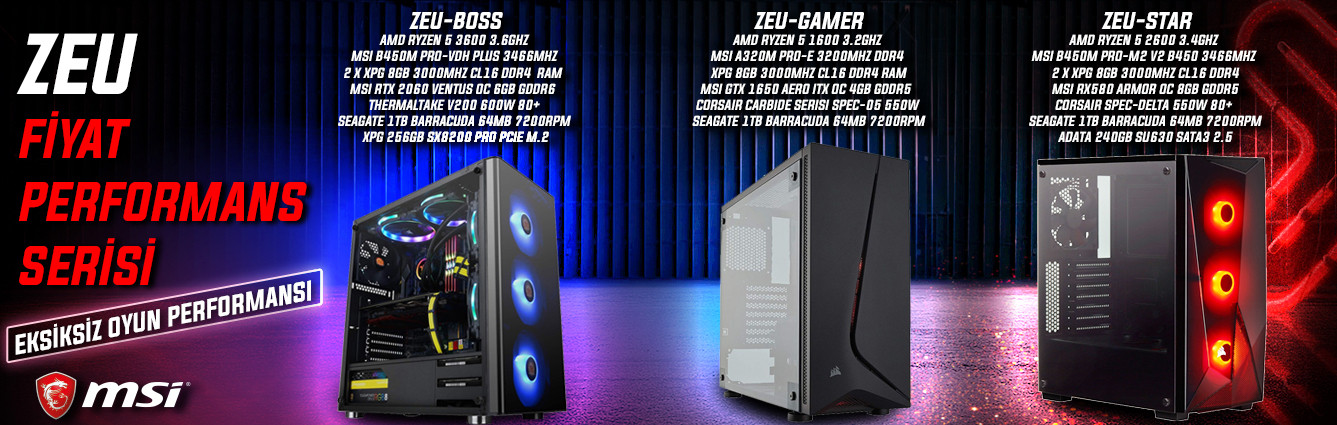 ZEU
FİYAT
PERFORMANS
SERİSİ
EKSİKSİZ OYUN PERFORMANSI
msi
ZEU-BOSS
AMD RYZEN 5 3600 3.6GHZ
MSI B450M PRO-VDH PLUS 3466MHZ
2 X XPG 8GB 3000MHZ CL16 DDR4 RAM
MSI RTX 2060 VENTUS OC 6GB GDDR6
THERMALTAKE V200 600W 80+
SEAGATE 1TB BARRACUDA 64MB 7200RPM
XPG 256GB SX8200 PRO PCIE M.2
ZEU-GAMER
AMD RYZEN 5 1600 3.2GHZ
MSI A320M PRO-E 3200MHZ DDR4
XPG 8GB 3000MHZ CL16 DDR4 RAM
MSI GTX 1650 AERO ITX OC 4GB GDDR5
CORSAIR CARBIDE SERISI SPEC-05 550W
SEAGATE 1TB BARRACUDA 64MB 7200RPM
ZEU-STAR
AMD RYZEN 5 2600 3.4GHZ
MSI B450M PRO-M2 V2 B450 3466MHZ
2 X XPG 8GB 3000MHZ CL16 DDR4
MSI RX580 ARMOR OC 8GB GDDR5
CORSAIR SPEC-DELTA 550W 80+
SEAGATE 1TB BARRACUDA 64MB 7200RPM
ADATA 240GB SU630 SATA3 2.5